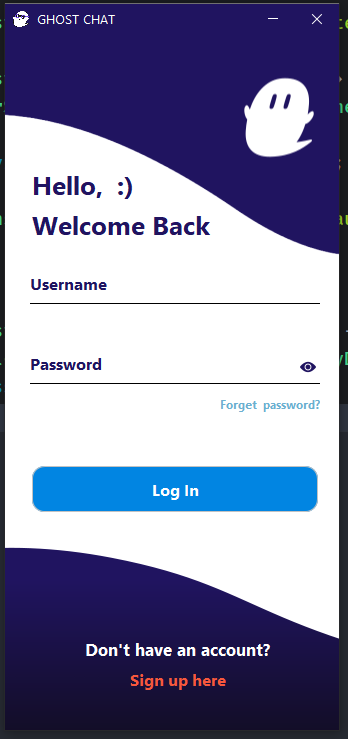 GHOST CHAT
Hello, :)
Welcome Back
Username
Password
Forget password?
Log In
Don't have an account?
Sign up here